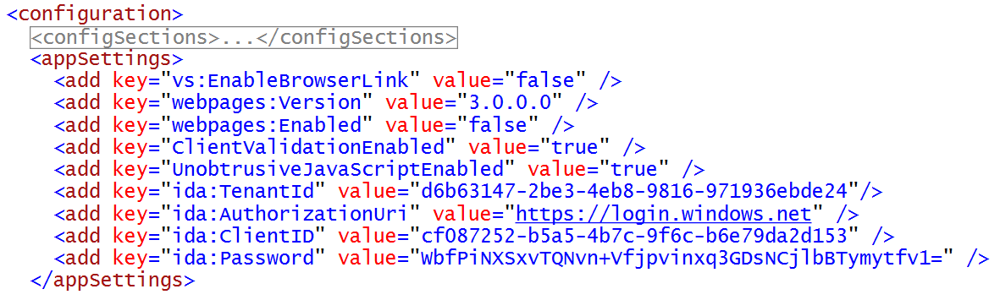 <configuration>
<configSections>...</configSections>
<appSettings>
<add key="vs:EnableBrowserLink" value="false" />
<add key="webpages:Version" value="3.0.0.0" />
<add key="webpages:Enabled" value="false" />
<add key="ClientValidationEnabled" value="true" />
<add key="UnobtrusiveJavaScriptEnabled" value="true" />
<add key="ida:TenantId" value="d6b63147-2be3-4eb8-9816-971936ebde24"/>
<add key="ida:AuthorizationUri" value="https://login.windows.net" />
<add key="ida:ClientID" value="cf087252-b5a5-4b7c-9f6c-b6e79da2d153" />
<add key="ida:Password" value="WbfPiNXSxvTQNvn+Vfjpvinxq3GDsNCjlbBTymytfv1=" />
</appSettings>